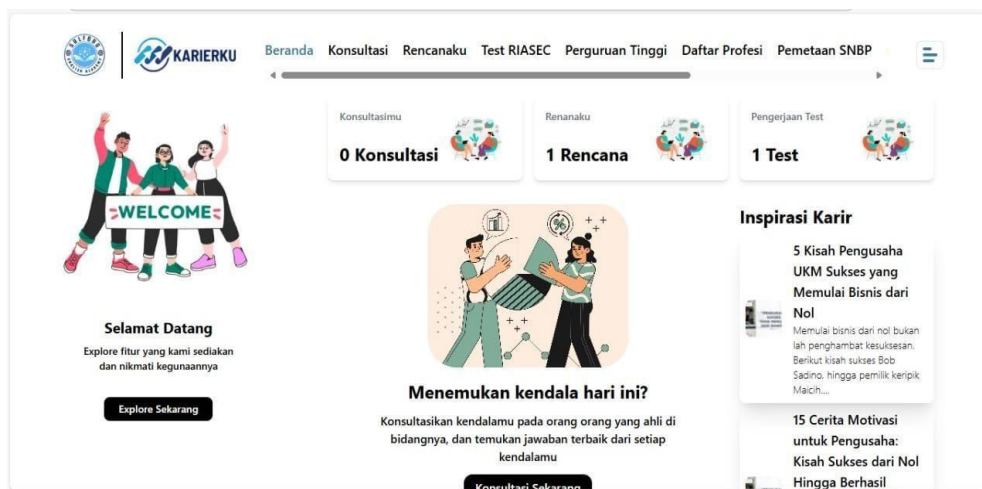 KARIERKU
Beranda Konsultasi Rencanaku Test RIASEC Perguruan Tinggi Daftar Profesi Pemetaan SNBP
WELCOME
Selamat Datang
Explore fitur yang kami sediakan
dan nikmati kegunaannya
Explore Sekarang
Konsultasimu
0 Konsultasi
Renanaku
1 Rencana
Pengerjaan Test
1 Test
Menemukan kendala hari ini?
Konsultasikan kendalamu pada orang orang yang ahli di
bidangnya, dan temukan jawaban terbaik dari setiap
kendalamu
Konsultasi Sekarang
Inspirasi Karir
5 Kisah Pengusaha
UKM Sukses yang
Memulai Bisnis dari
Nol
Memulai bisnis dari nol bukan
lah penghambat kesuksesan.
Berikut kisah sukses Bob
Sadino, hingga pemilik keripik
Maicih....
15 Cerita Motivasi
untuk Pengusaha:
Kisah Sukses dari Nol
Hingga Berhasil